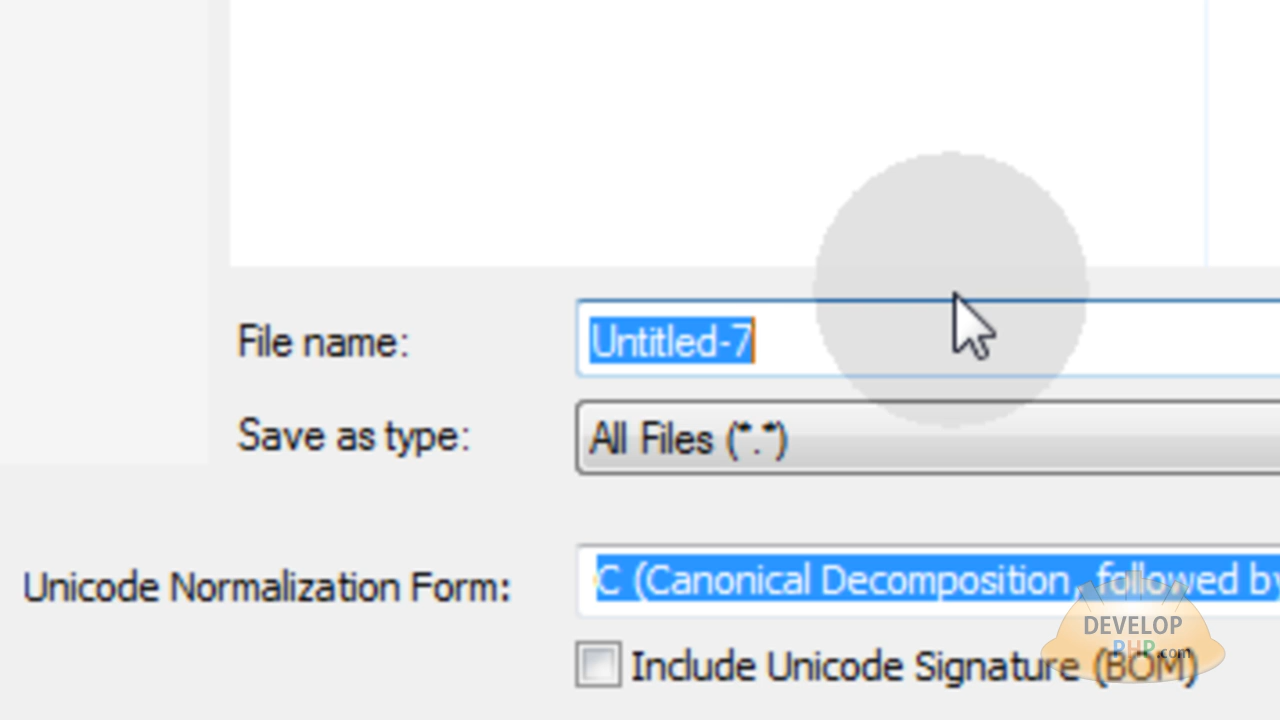 File name: Untitled-7
Save as type: All Files (*.*)
Unicode Normalization Form: C (Canonical Decomposition, followed by
Include Unicode Signature (BOM)
DEVELOP
PHP.com